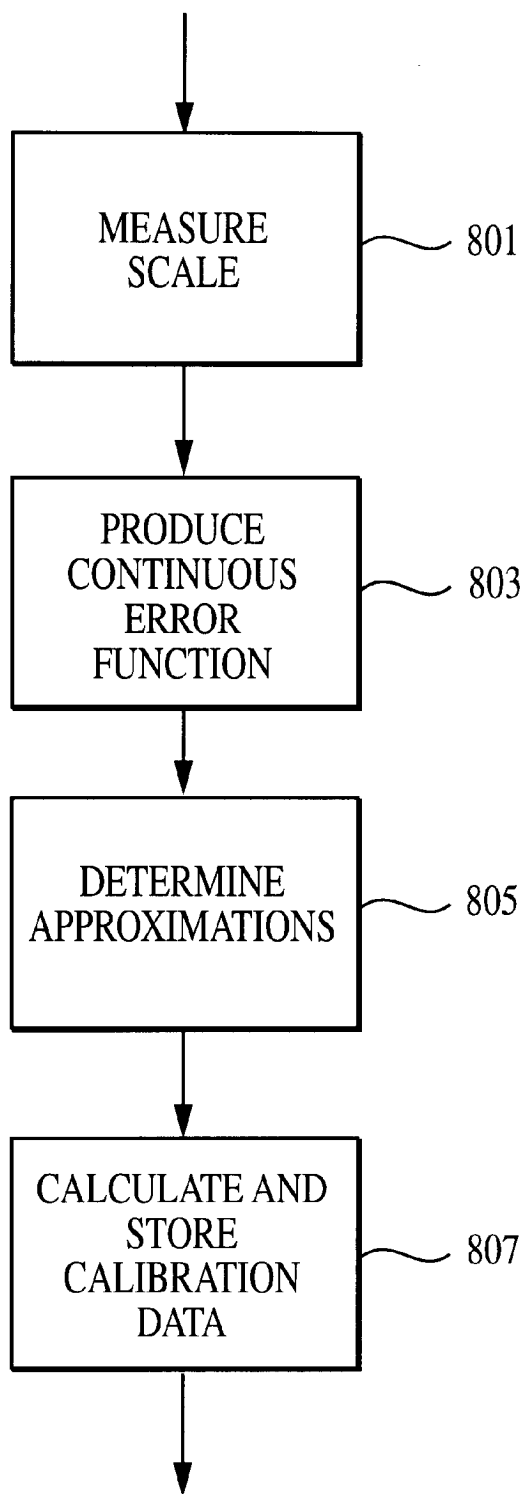 MEASURE
SCALE
801
PRODUCE
CONTINUOUS
ERROR
FUNCTION
803
DETERMINE
APPROXIMATIONS
805
CALCULATE AND
STORE
CALIBRATION
DATA
807